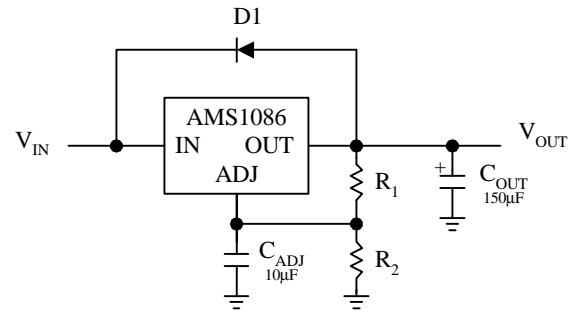 D1
AMS1086
V_IN
IN OUT
V_OUT
ADJ
R_1
+
C_OUT
150µF
C_ADJ
10µF
R_2